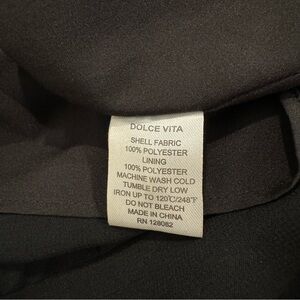 DOLCE VITA
SHELL FABRIC
100% POLYESTER
LINING
100% POLYESTER
MACHINE WASH COLD
TUMBLE DRY LOW
IRON UP TO 120℃/248℉
DO NOT BLEACH
MADE IN CHINA
RN 128082